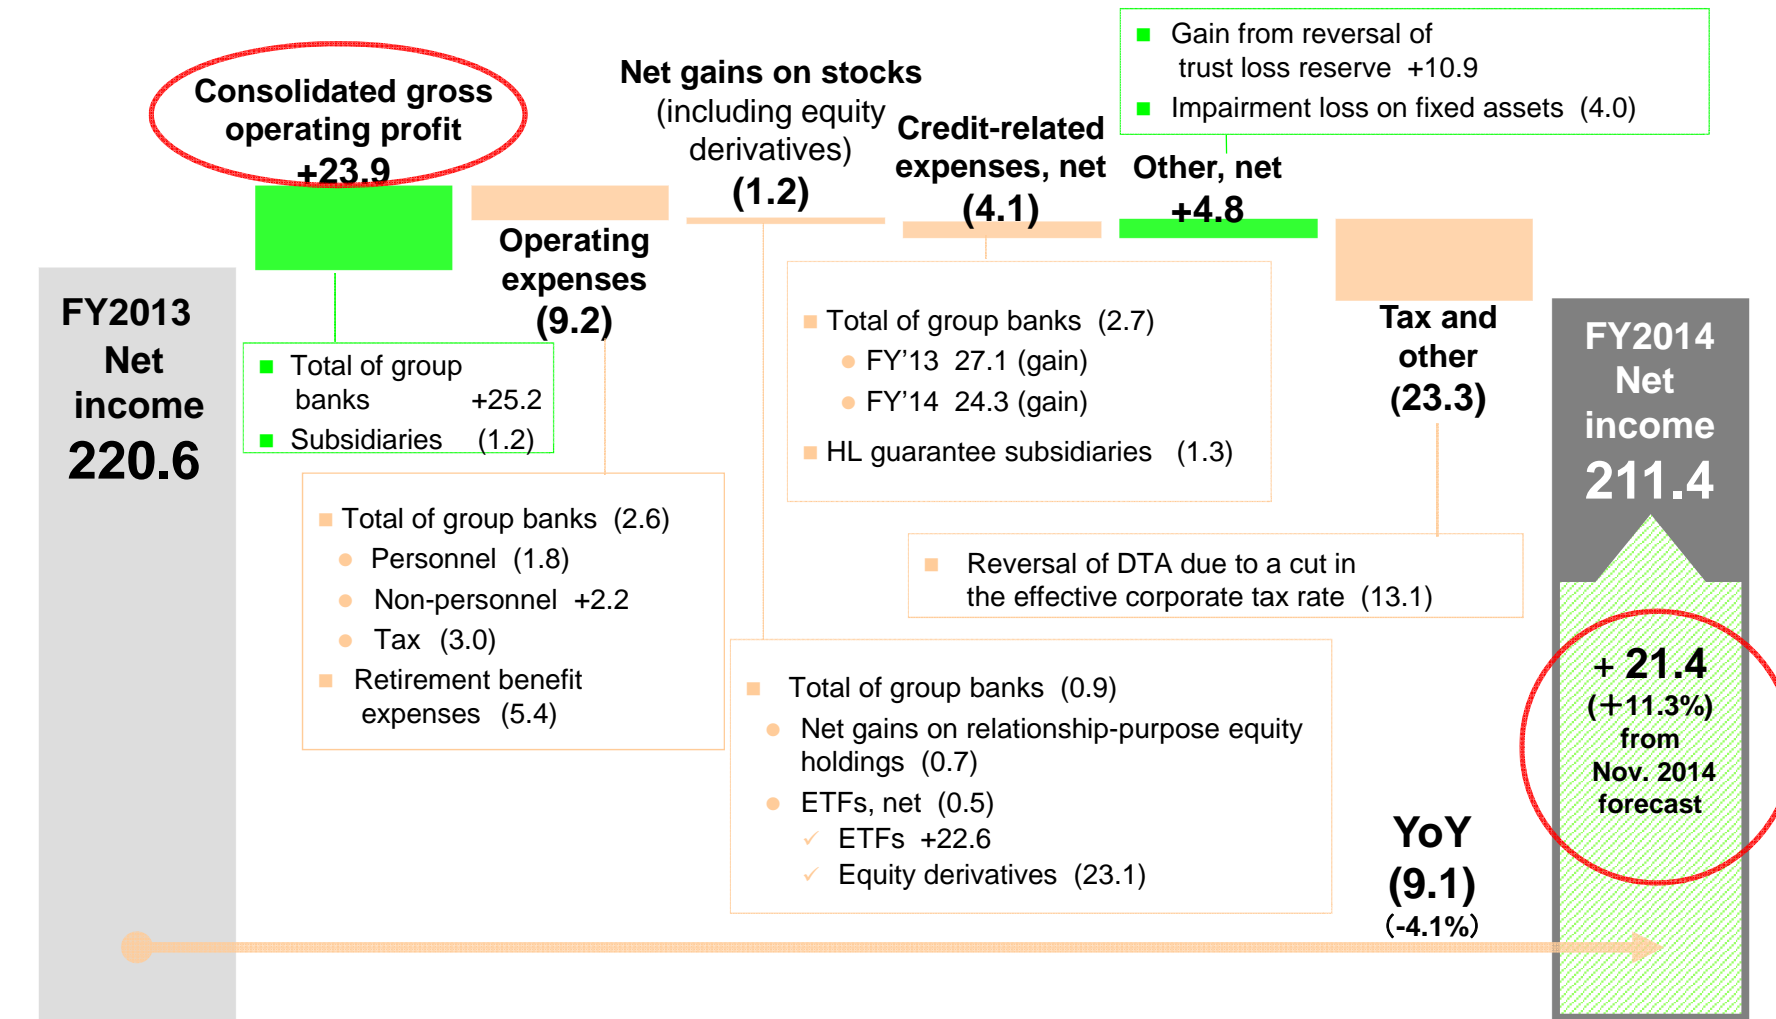 FY2013
Net
income
220.6
Consolidated gross
operating profit
+23.9
■ Total of group
banks +25.2
■ Subsidiaries (1.2)
Operating
expenses
(9.2)
■ Total of group banks (2.6)
● Personnel (1.8)
● Non-personnel +2.2
● Tax (3.0)
■ Retirement benefit
expenses (5.4)
Net gains on stocks
(including equity
derivatives)
(1.2)
■ Total of group banks (0.9)
● Net gains on relationship-purpose equity
holdings (0.7)
● ETFs, net (0.5)
✓ ETFs +22.6
✓ Equity derivatives (23.1)
Credit-related
expenses, net
(4.1)
■ Total of group banks (2.7)
● FY'13 27.1 (gain)
● FY'14 24.3 (gain)
■ HL guarantee subsidiaries (1.3)
■ Gain from reversal of
trust loss reserve +10.9
■ Impairment loss on fixed assets (4.0)
Other, net
+4.8
Tax and
other
(23.3)
■ Reversal of DTA due to a cut in
the effective corporate tax rate (13.1)
YoY
(9.1)
(-4.1%)
FY2014
Net
income
211.4
+ 21.4
(+11.3%)
from
Nov. 2014
forecast